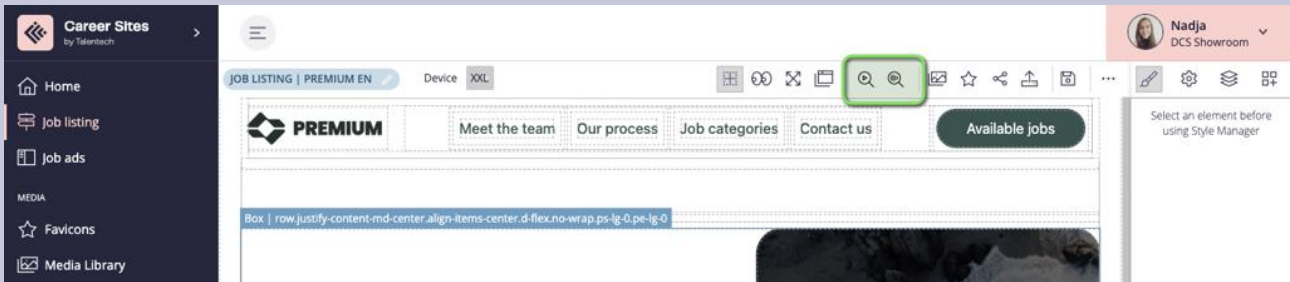 Career Sites
by Talentech
Nadja
DCS Showroom
Home
Job listing
Job ads
MEDIA
Favicons
Media Library
JOB LISTING | PREMIUM EN
Device
XXL
Select an element before
using Style Manager
PREMIUM
Meet the team
Our process
Job categories
Contact us
Available jobs
Box | row.justify-content-md-center.align-items-center.d-flex.no-wrap.ps-lg-0.pe-lg-0